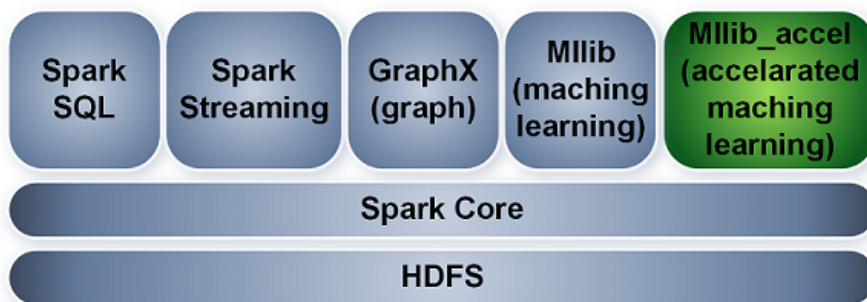 Spark
SQL
Spark
Streaming
GraphX
(graph)
Mllib
(maching
learning)
Mllib_accel
(accelarated
maching
learning)
Spark Core
HDFS